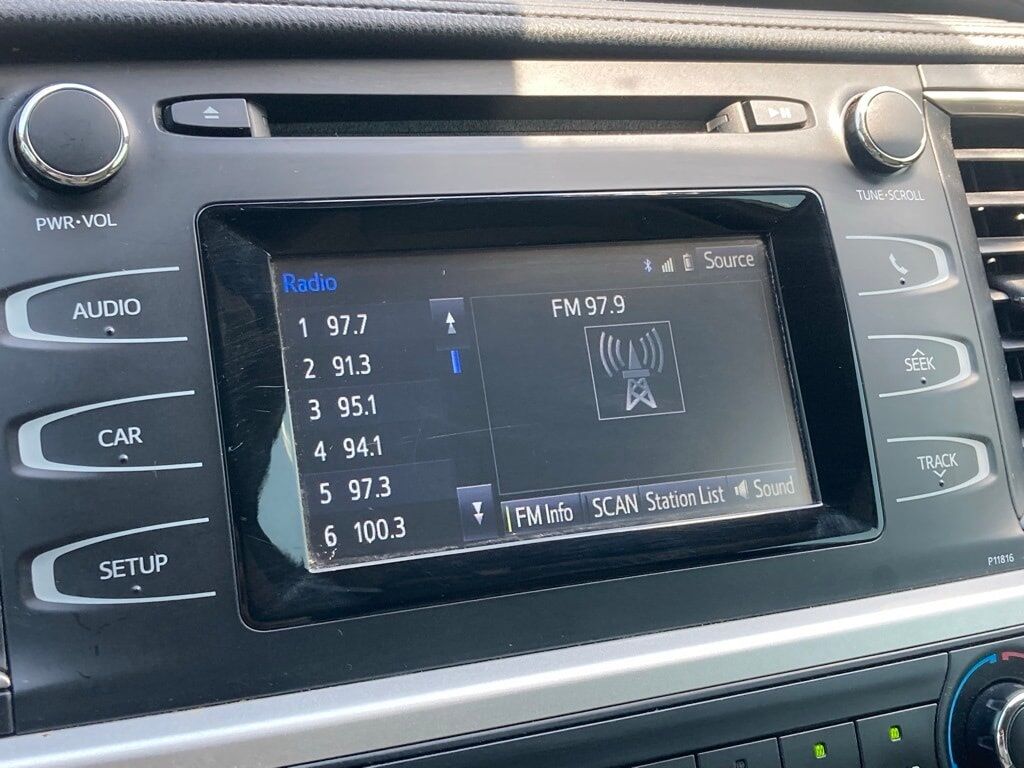 PWR•VOL
TUNE•SCROLL
AUDIO
CAR
SETUP
Radio
Source
1 97.7
2 91.3
3 95.1
4 94.1
5 97.3
6 100.3
FM 97.9
FM Info
SCAN
Station List
Sound
SEEK
TRACK
P11816